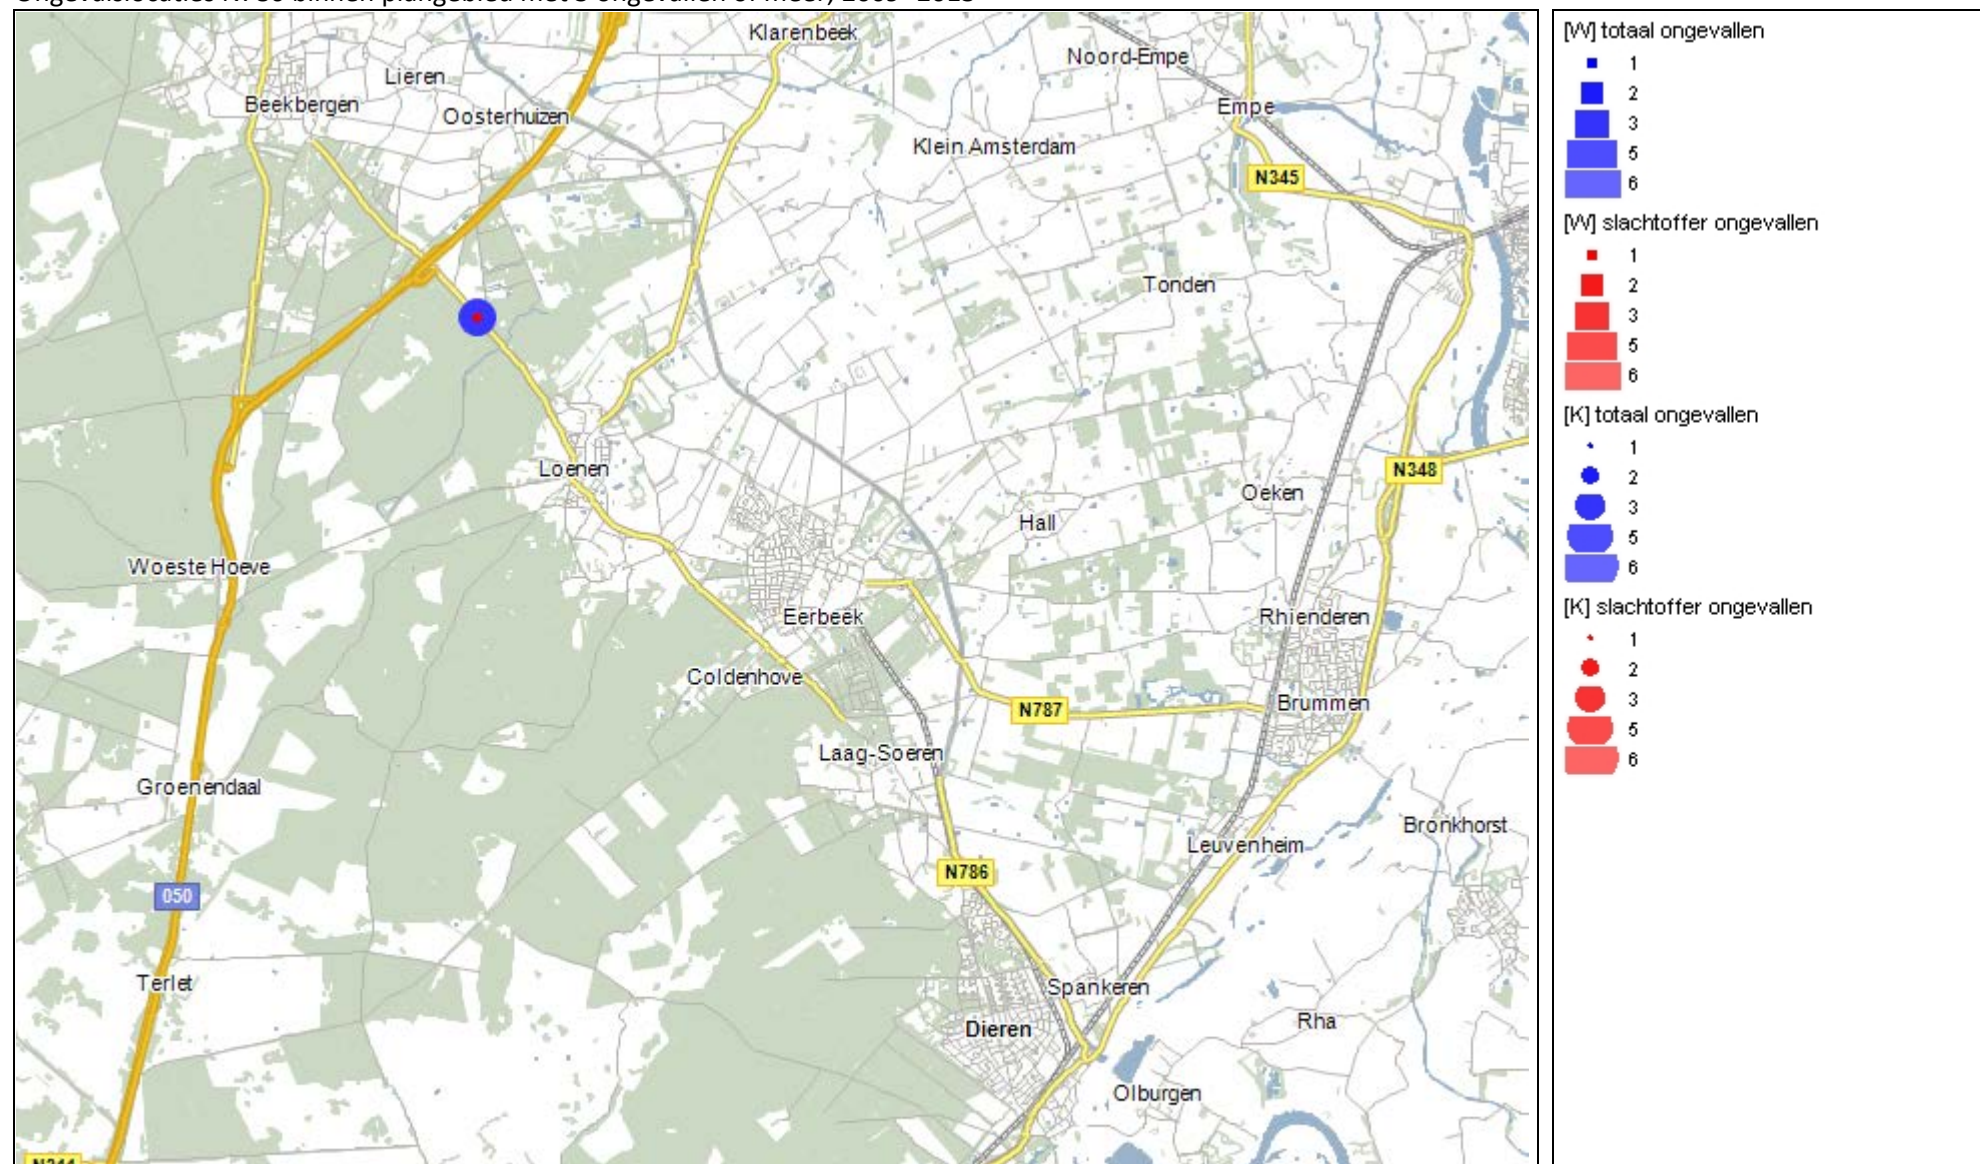 Klarenbeek
Noord-Empe
Lieren
Beekbergen
Oosterhuizen
Empe
Klein Amsterdam
N345
Tonden
Loenen
N348
Oeken
Hall
Woeste Hoeve
Eerbeek
Rhienderen
Coldenhove
N787
Brummen
Laag-Soeren
Groenendaal
Bronkhorst
Leuvenheim
N786
050
Terlet
Spankeren
Rha
Dieren
Olburgen
[W] totaal ongevallen
1
2
3
5
6
[W] slachtoffer ongevallen
1
2
3
5
6
[K] totaal ongevallen
1
2
3
5
6
[K] slachtoffer ongevallen
1
2
3
5
6